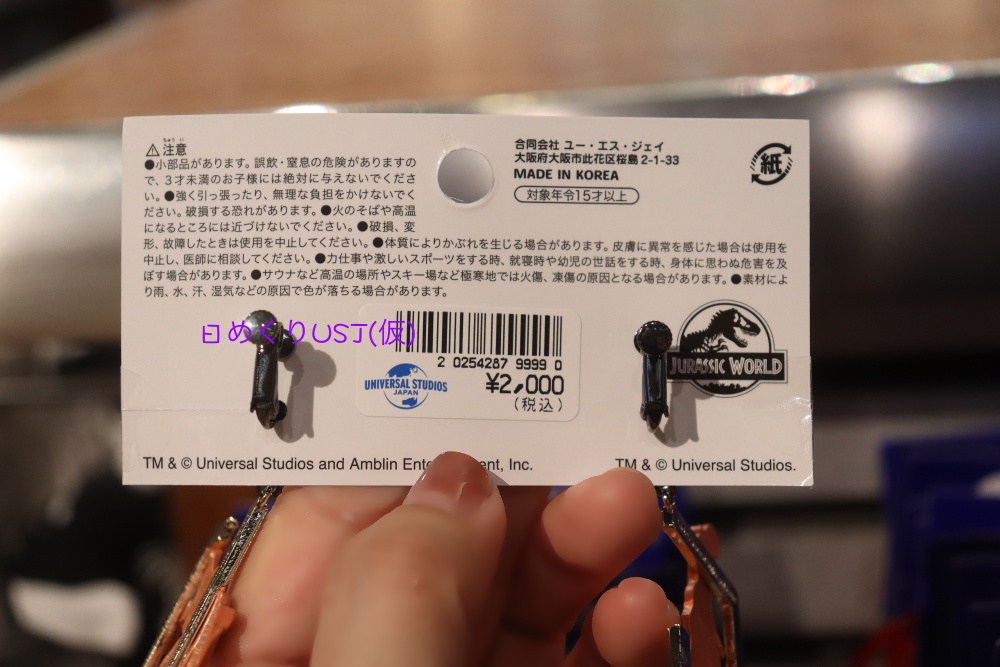 ⚠注意
ちゅうい
●小部品があります。誤飲・窒息の危険がありますの
で、3才未満のお子様には絶対に与えないでくださ
い。●強く引っ張ったり、無理な負担をかけないでく
ださい。破損する恐れがあります。●火のそばや高温
になるところには近づけないでください。●破損、変
形、故障したときは使用を中止してください。●体質によりかぶれを生じる場合があります。皮膚に異常を感じた場合は使用を
中止し、医師に相談してください。●力仕事や激しいスポーツをする時、就寝時や幼児の世話をする時、身体に思わぬ危害を及
ぼす場合があります。●サウナなど高温の場所やスキー場など極寒地では火傷、凍傷の原因となる場合があります。●素材によ
り雨、水、汗、湿気などの原因で色が落ちる場合があります。
合同会社 ユー・エス・ジェイ
大阪府大阪市此花区桜島2-1-33
MADE IN KOREA
対象年令15才以上
紙
日めくりUSJ(仮)
2 0254287 9999 0
UNIVERSAL STUDIOS
JAPAN
¥2,000
(税込)
JURASSIC WORLD
TM & © Universal Studios and Amblin Ent nt, Inc.
TM & © Universal Studios.